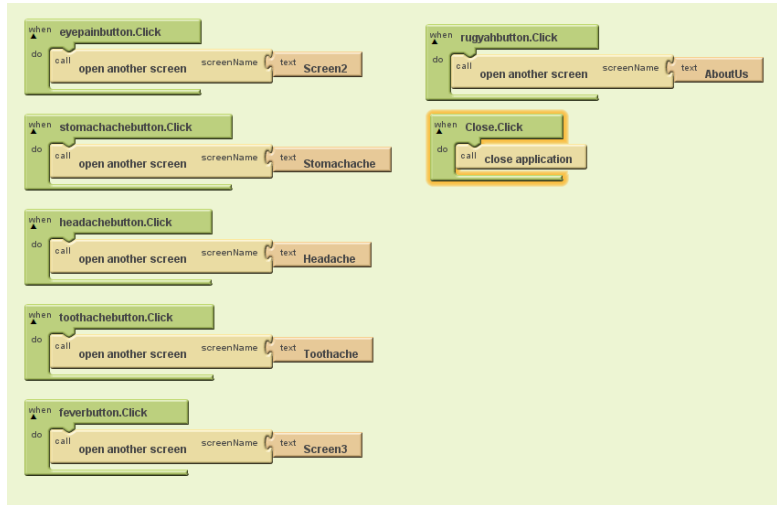 when eyepainbutton.Click
do call open another screen screenName text Screen2
when stomachachebutton.Click
do call open another screen screenName text Stomachache
when headachebutton.Click
do call open another screen screenName text Headache
when toothachebutton.Click
do call open another screen screenName text Toothache
when feverbutton.Click
do call open another screen screenName text Screen3
when rugyahbutton.Click
do call open another screen screenName text AboutUs
when Close.Click
do call close application